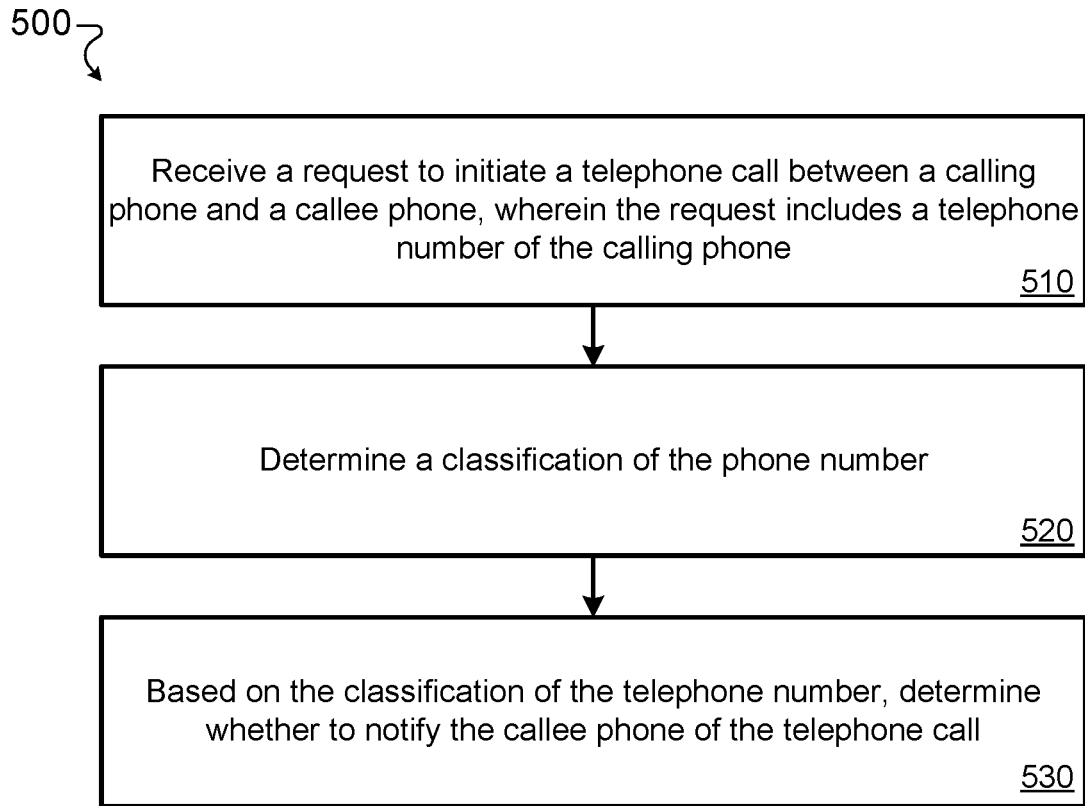 500
Receive a request to initiate a telephone call between a calling
phone and a callee phone, wherein the request includes a telephone
number of the calling phone
510
Determine a classification of the phone number
520
Based on the classification of the telephone number, determine
whether to notify the callee phone of the telephone call
530